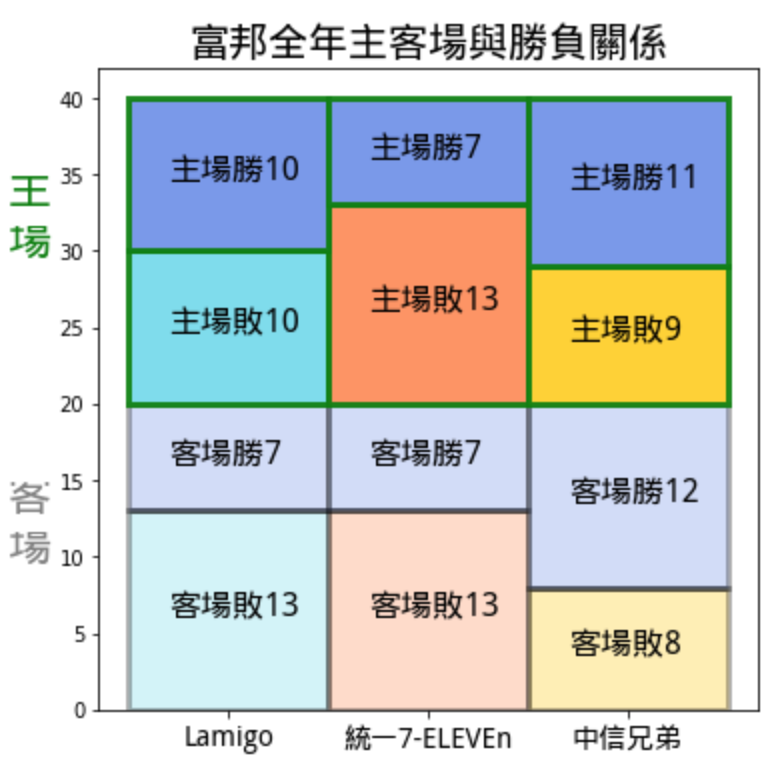 富邦全年主客場與勝負關係
40
35
30
25
20
15
10
5
0
主場
客場
主場勝10
主場勝7
主場勝11
主場敗10
主場敗13
主場敗9
客場勝7
客場勝7
客場勝12
客場敗13
客場敗13
客場敗8
Lamigo
統一7-ELEVEn
中信兄弟